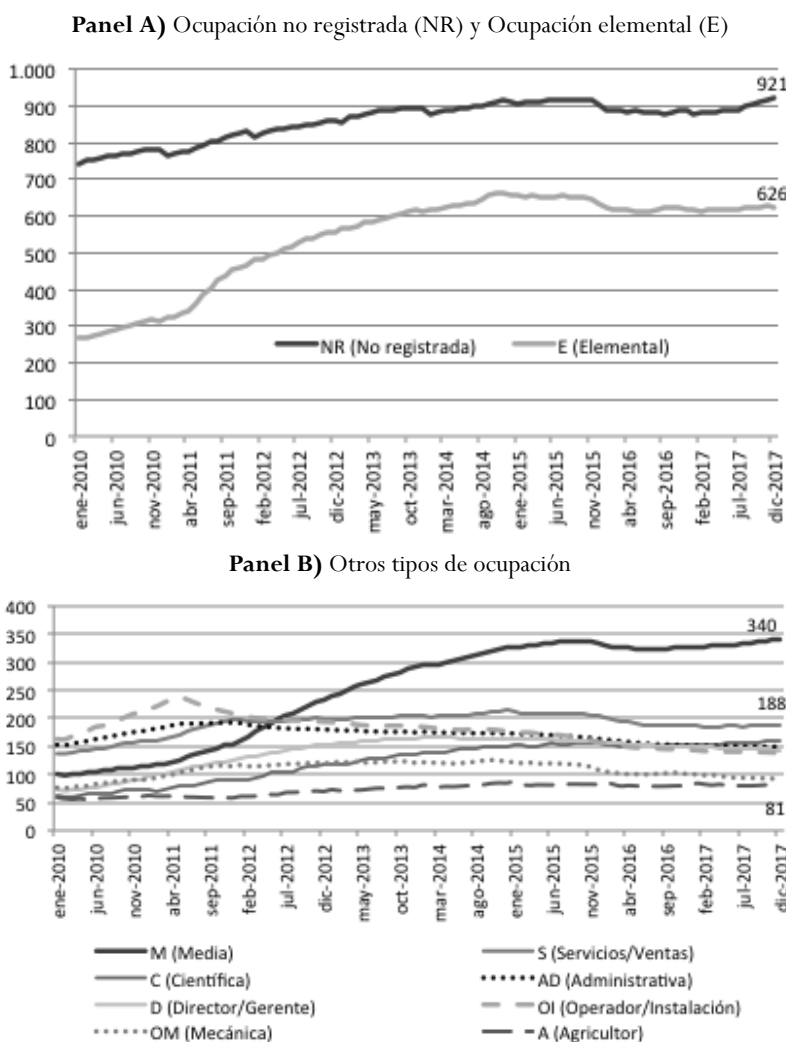 Panel A) Ocupación no registrada (NR) y Ocupación elemental (E)
1.000
900
800
700
600
500
400
300
200
100
0
921
626
NR (No registrada) E (Elemental)
ene-2010 jun-2010 nov-2010 abr-2011 sep-2011 feb-2012 jul-2012 dic-2012 may-2013 oct-2013 mar-2014 ago-2014 ene-2015 jun-2015 nov-2015 abr-2016 sep-2016 feb-2017 jul-2017 dic-2017
Panel B) Otros tipos de ocupación
400
350
300
250
200
150
100
50
0
340
188
81
ene-2010 jun-2010 nov-2010 abr-2011 sep-2011 feb-2012 jul-2012 dic-2012 may-2013 oct-2013 mar-2014 ago-2014 ene-2015 jun-2015 nov-2015 abr-2016 sep-2016 feb-2017 jul-2017 dic-2017
M (Media) S (Servicios/Ventas)
C (Científica) AD (Administrativa)
D (Director/Gerente) OI (Operador/Instalación)
OM (Mecánica) A (Agricultor)